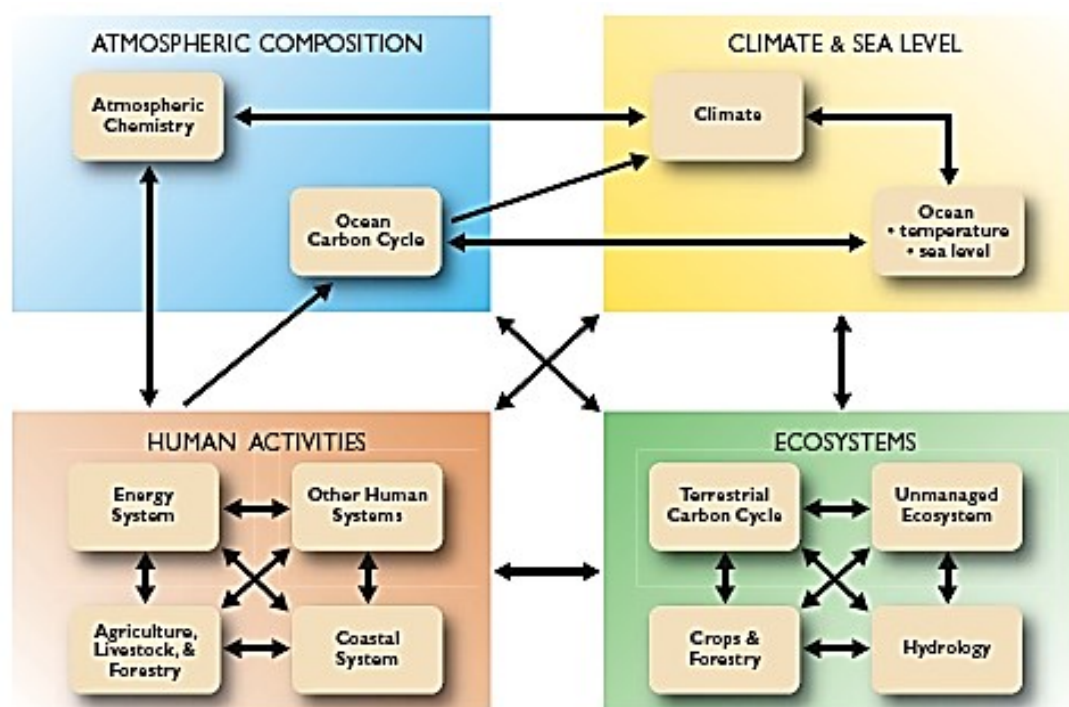 ATMOSPHERIC COMPOSITION
Atmospheric
Chemistry
Ocean
Carbon Cycle
CLIMATE & SEA LEVEL
Climate
Ocean
• temperature
• sea level
HUMAN ACTIVITIES
Energy
System
Other Human
Systems
Agriculture,
Livestock, &
Forestry
Coastal
System
ECOSYSTEMS
Terrestrial
Carbon Cycle
Unmanaged
Ecosystem
Crops &
Forestry
Hydrology